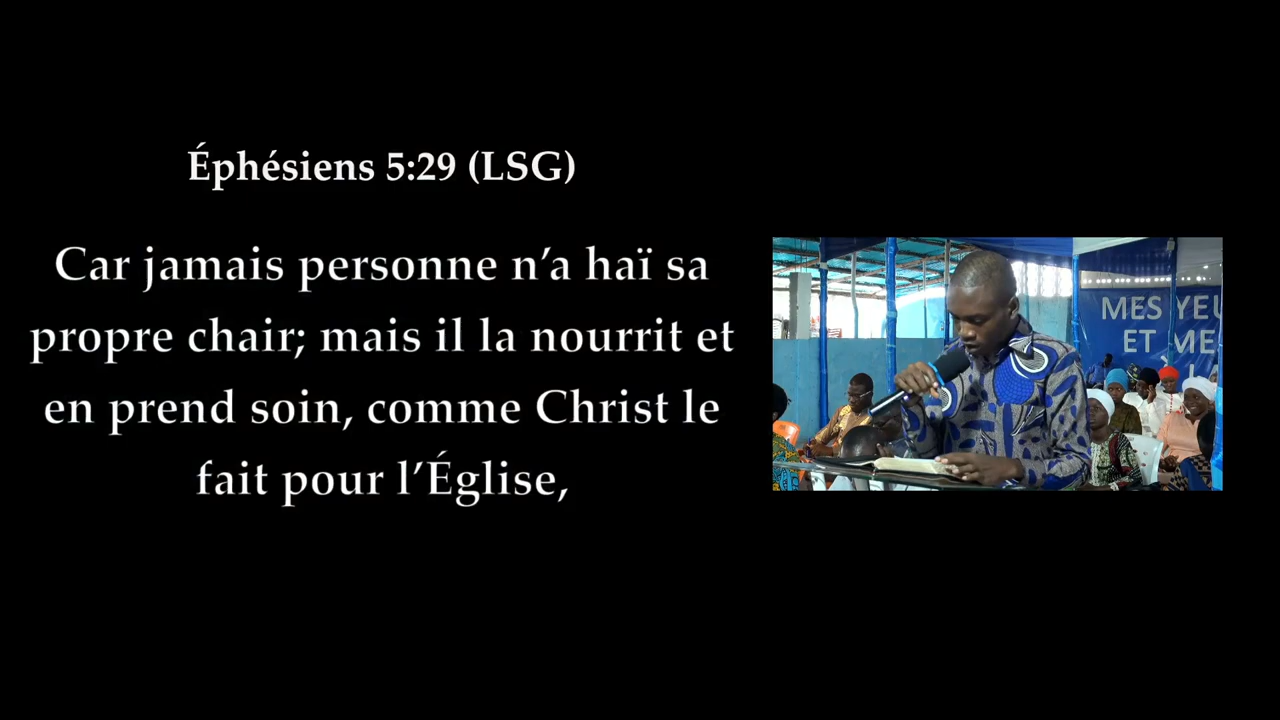 Éphésiens 5:29 (LSG)
Car jamais personne n’a haï sa
propre chair; mais il la nourrit et
en prend soin, comme Christ le
fait pour l’Église,
MES YEU
ET ME